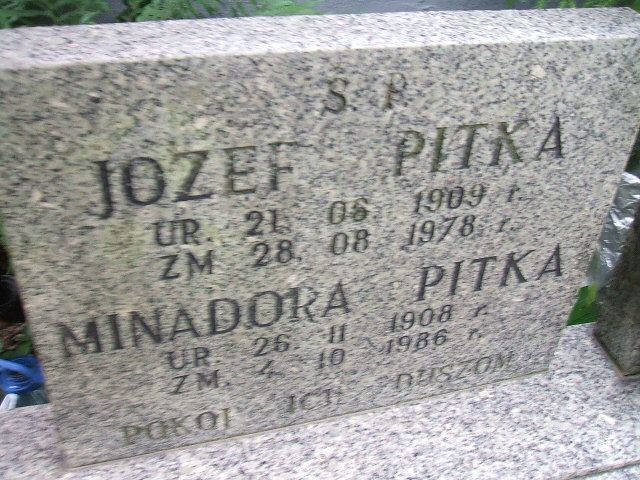 S. P.
JOZEF PITKA
UR. 21. 06 1909 r.
ZM 28. 08 1978 r.
MINADORA PITKA
UR 26. 11 1908 r.
ZM. 4. 10 1986 r.
POKOJ ICH DUSZOM